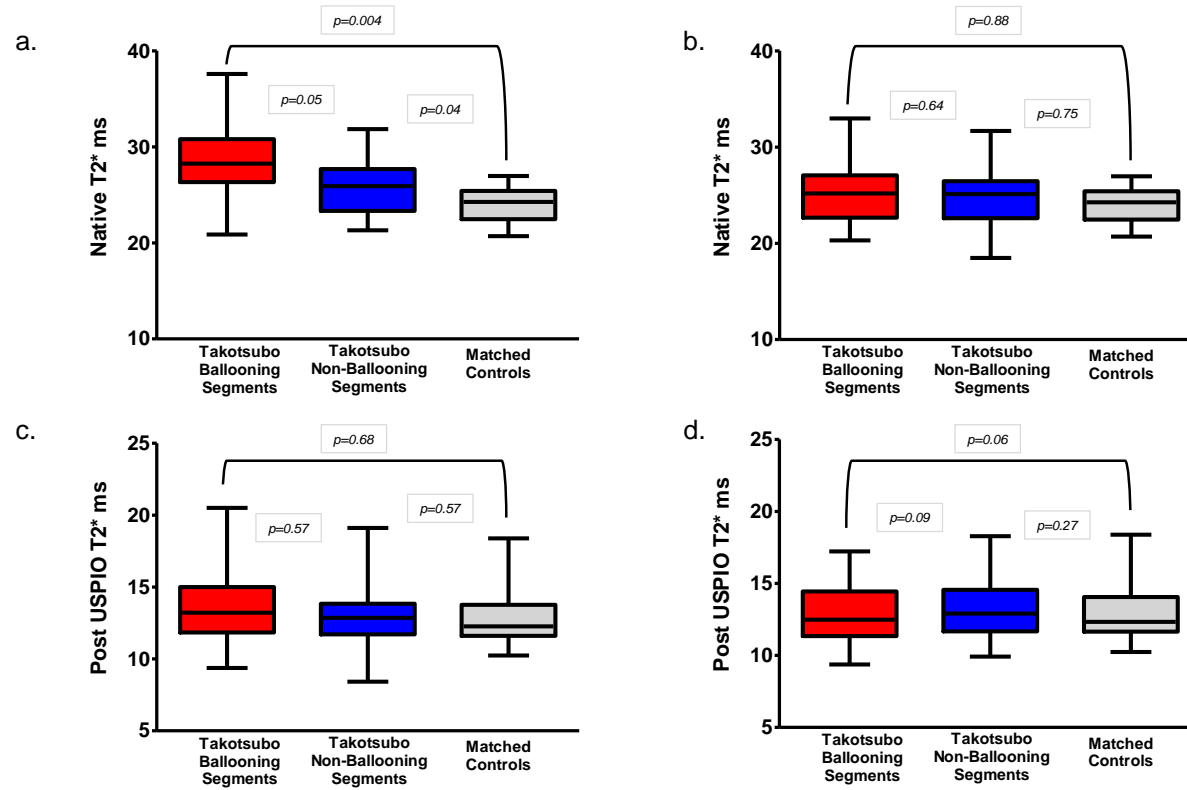 a.
p=0.004
p=0.05
p=0.04
Native T2* ms
40
30
20
10
Takotsubo
Ballooning
Segments
Takotsubo
Non-Ballooning
Segments
Matched
Controls
b.
p=0.88
p=0.64
p=0.75
Native T2* ms
40
30
20
10
Takotsubo
Ballooning
Segments
Takotsubo
Non-Ballooning
Segments
Matched
Controls
c.
p=0.68
p=0.57
p=0.57
Post USPIO T2* ms
25
20
15
10
5
Takotsubo
Ballooning
Segments
Takotsubo
Non-Ballooning
Segments
Matched
Controls
d.
p=0.06
p=0.09
p=0.27
Post USPIO T2* ms
25
20
15
10
5
Takotsubo
Ballooning
Segments
Takotsubo
Non-Ballooning
Segments
Matched
Controls